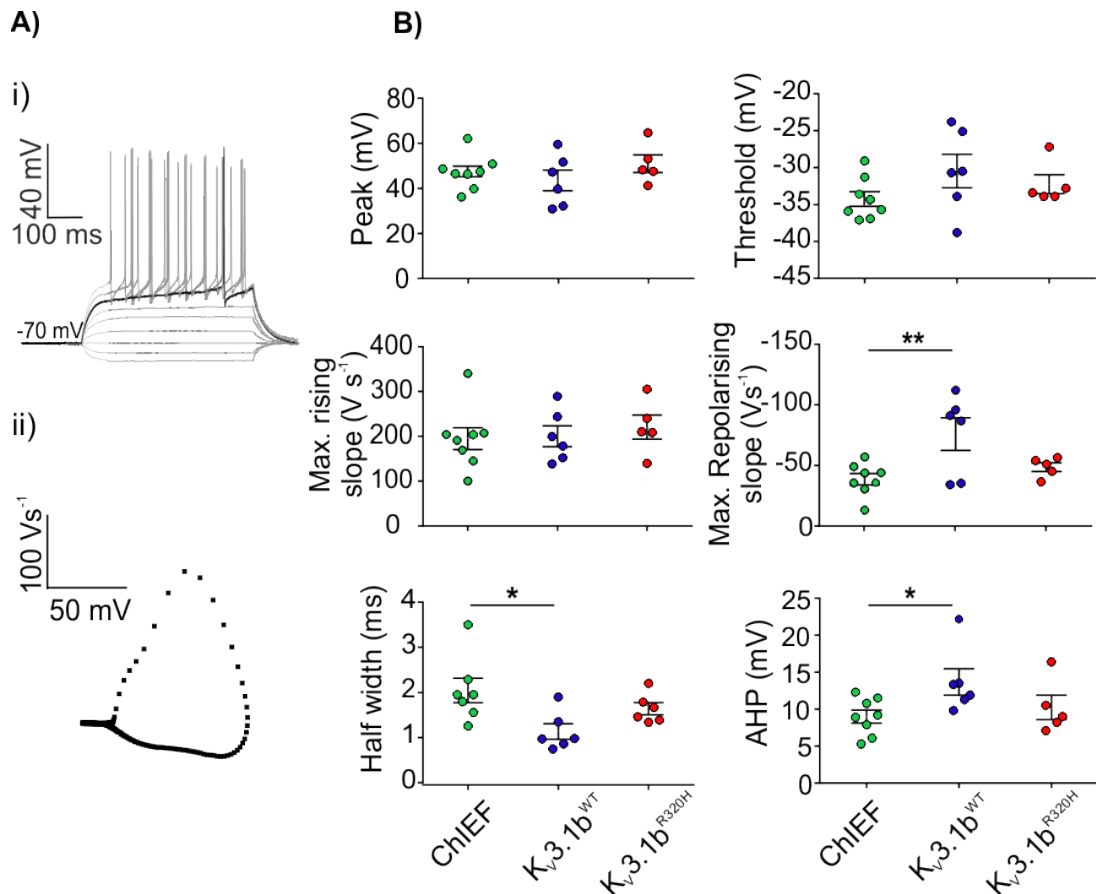 A)
B)
i)
40 mV
100 ms
-70 mV
ii)
100 Vs⁻¹
50 mV
Peak (mV)
80
60
40
20
0
Threshold (mV)
-20
-25
-30
-35
-40
-45
Max. rising
slope (V s⁻¹)
400
300
200
100
0
Max. Repolarising
slope (V.s⁻¹)
-150
-100
-50
0
**
Half width (ms)
4
3
2
1
0
*
ChIEF
Kᵥ3.1bᵂᵀ
Kᵥ3.1bᴿ³²⁰ᴴ
AHP (mV)
25
20
15
10
5
0
*
ChIEF
Kᵥ3.1bᵂᵀ
Kᵥ3.1bᴿ³²⁰ᴴ